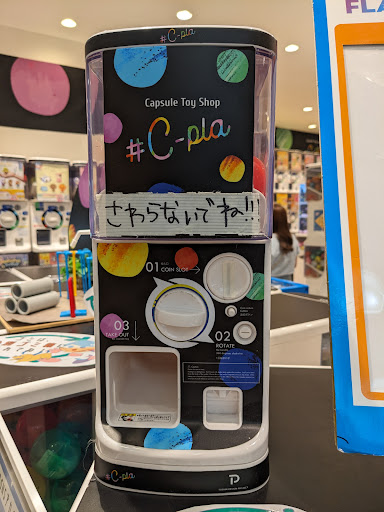 #C-pla
FLA
Capsule Toy Shop
#C-pla
さわらないでね!!
01 COIN SLOT
03
TAKE OUT
02
ROTATE
#C-pla